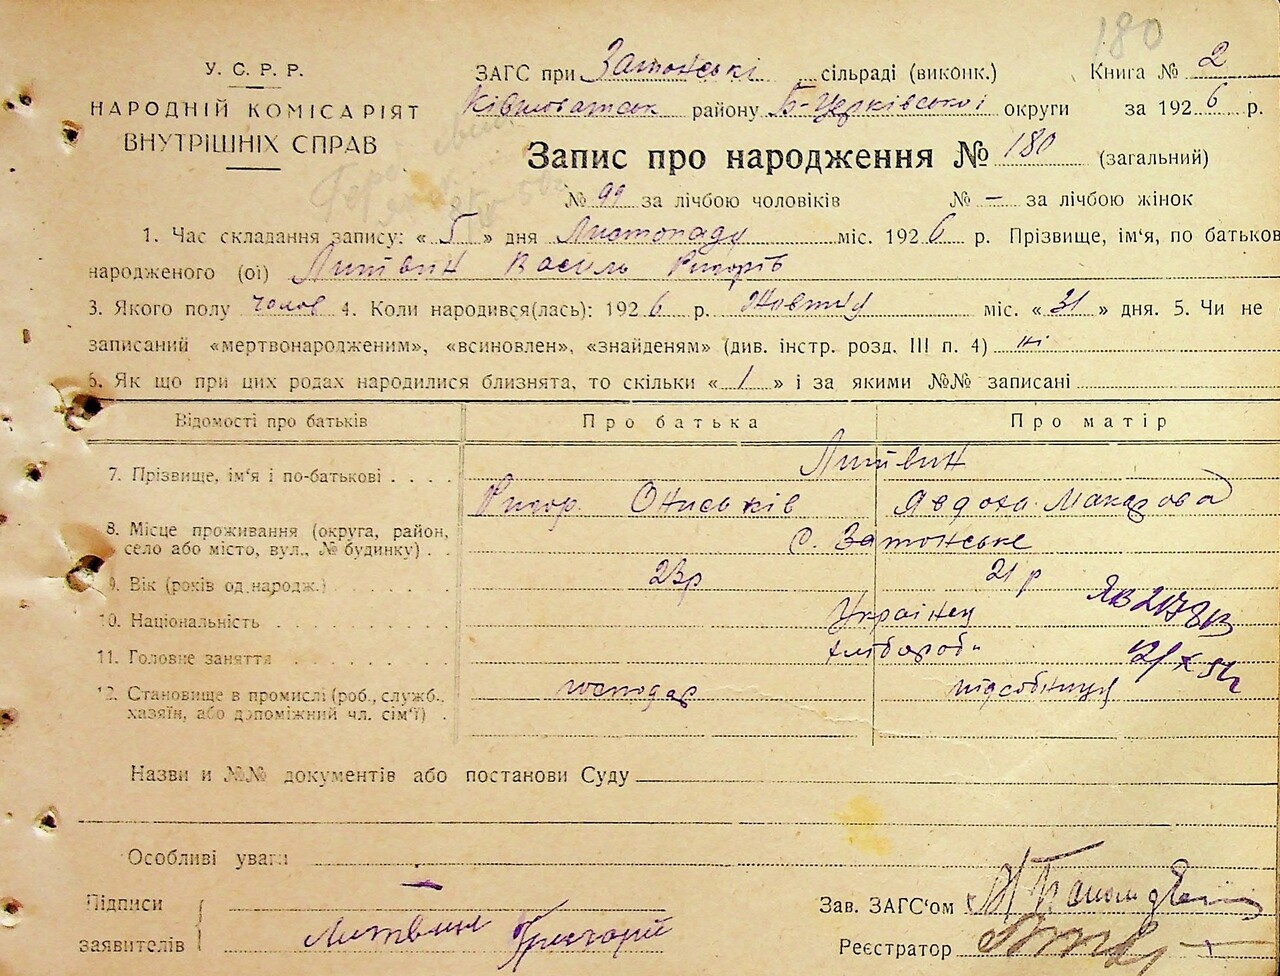 180
У. С. Р. Р.
НАРОДНІЙ КОМІСАРІЯТ
ВНУТРІШНІХ СПРАВ
ЗАГС при Затонські сільраді (виконк.) Книга № 2
району Б-Церківської округи за 1926 р.
Запис про народження № 180 (загальний)
№ 99 за лічбою чоловіків № — за лічбою жінок
1. Час складання запису: « 5 » дня Листопаду міс. 1926 р. Прізвище, ім'я, по батькові
народженого (ої) Литвин Василь Ригорів
3. Якого полу чолов 4. Коли народився(лась): 1926 р. Жовтня міс. « 31 » дня. 5. Чи не
записаний «мертвонародженим», «всиновлен», «знайденям» (див. інстр. розд. III п. 4) ні
6. Як що при цих родах народилися близнята, то скільки « 1 » і за якими №№ записані
Відомості про батьків Про батька Про матір
7. Прізвище, ім'я і по-батькові Литвин
Ригор. Ониськів Явдоха Макарова
8. Місце проживання (округа, район,
село або місто, вул., № будинку) с. Затонське
9. Вік (років од народж.) 23р 21 р
10. Національність Українец
11. Головне заняття хлібороби
12. Становище в промислі (роб., служб.,
хазяїн, або допоміжний чл. сім'ї) господар підсобниця
Назви и №№ документів або постанови Суду
Особливі уваги
Підписи
заявителів Литвин Григорій
Зав. ЗАГС'ом
Реєстратор